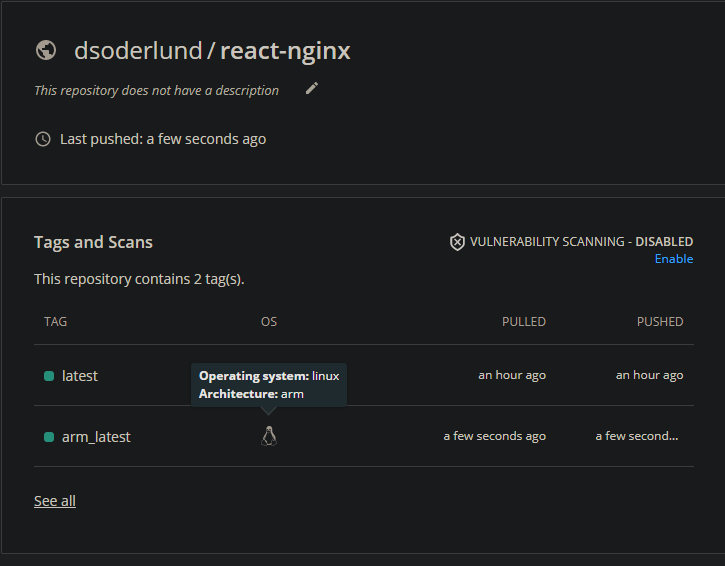 dsoderlund / react-nginx
This repository does not have a description
Last pushed: a few seconds ago
Tags and Scans
VULNERABILITY SCANNING - DISABLED
Enable
This repository contains 2 tag(s).
TAG OS PULLED PUSHED
latest an hour ago an hour ago
Operating system: linux
Architecture: arm
arm_latest a few seconds ago a few second...
See all